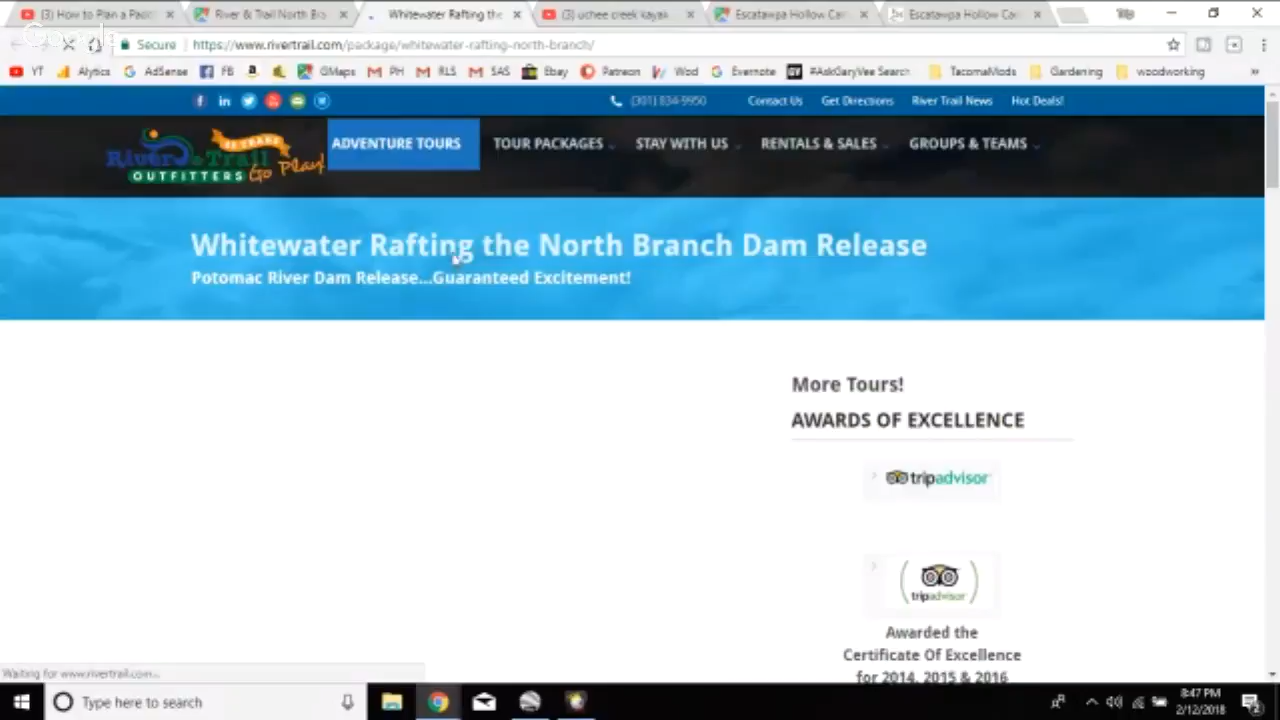 (3) How to Plan a Padd
River & Trail North Bra
Whitewater Rafting the
(3) uchee creek kayak
Escatawpa Hollow Can
Escatawpa Hollow Can
Google
Secure
https://www.rivertrail.com/package/whitewater-rafting-north-branch/
YT
Alytics
AdSense
FB
GMaps
PH
RLS
SAS
Ebay
Patreon
Wod
Evernote
#AskGaryVee Search
TacomaMods
Gardening
woodworking
»
(301) 834-9950
Contact Us
Get Directions
River Trail News
Hot Deals!
River & Trail
OUTFITTERS
Go Play!
ADVENTURE TOURS
TOUR PACKAGES
STAY WITH US
RENTALS & SALES
GROUPS & TEAMS
Whitewater Rafting the North Branch Dam Release
Potomac River Dam Release...Guaranteed Excitement!
More Tours!
AWARDS OF EXCELLENCE
tripadvisor
tripadvisor
Awarded the
Certificate Of Excellence
for 2014, 2015 & 2016
Waiting for www.rivertrail.com...
Type here to search
8:47 PM
2/12/2018